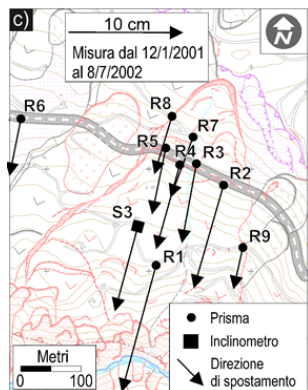 c)
10 cm
Misura dal 12/1/2001
al 8/7/2002
N
R6
R8
R7
R5
R4
R3
R2
S3
R1
R9
Prisma
Inclinometro
Direzione
di spostamento
Metri
0
100